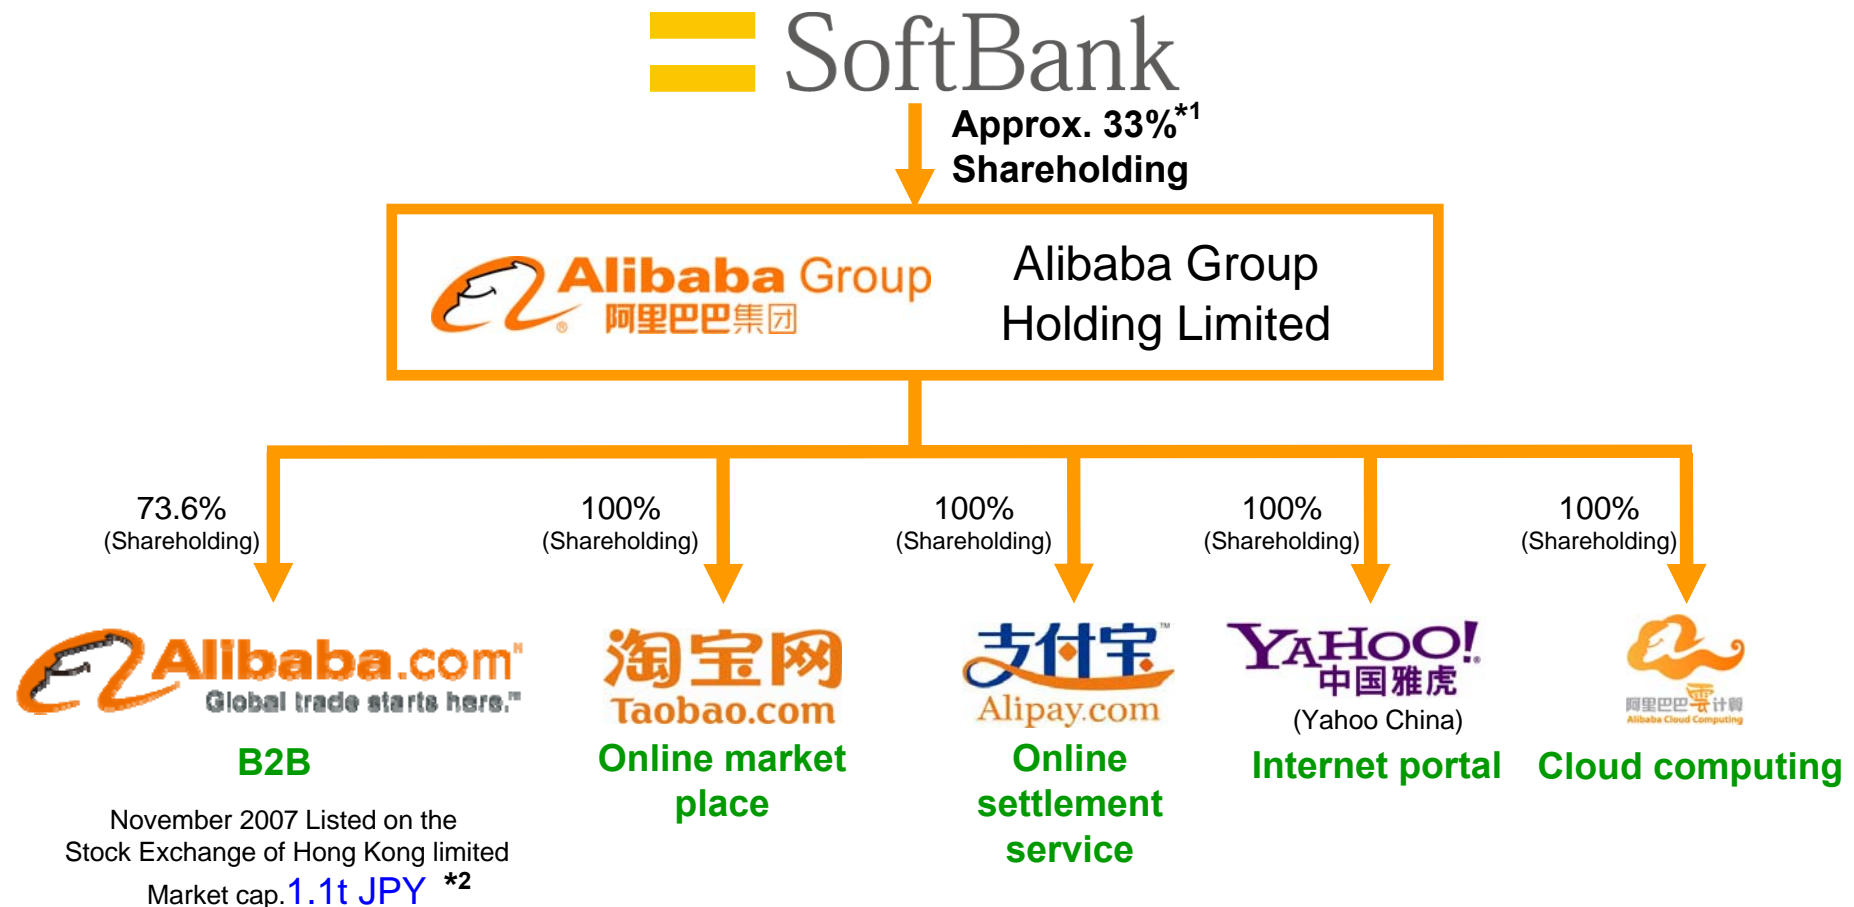 SoftBank
Approx. 33%*1
Shareholding
Alibaba Group
阿里巴巴集团
®
Alibaba Group
Holding Limited
73.6%
(Shareholding)
100%
(Shareholding)
100%
(Shareholding)
100%
(Shareholding)
100%
(Shareholding)
Alibaba.com
Global trade starts here.™
B2B
November 2007 Listed on the
Stock Exchange of Hong Kong limited
Market cap.1.1t JPY *2
淘宝网
Taobao.com
Online market
place
支付宝™
Alipay.com
Online
settlement
service
YAHOO!
中国雅虎
(Yahoo China)
Internet portal
阿里巴巴雲计算
Alibaba Cloud Computing
Cloud computing